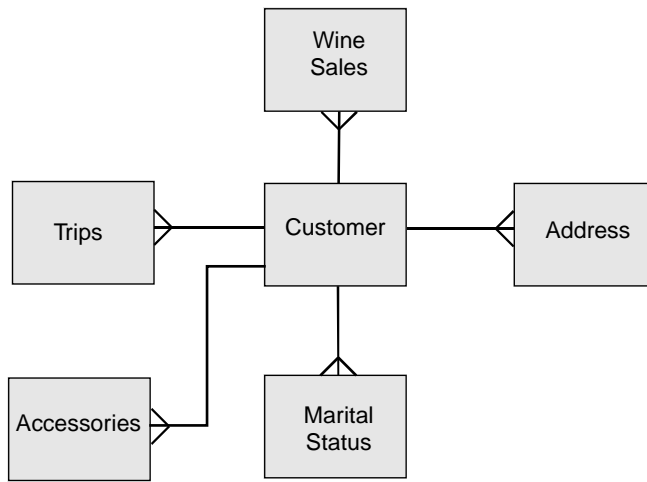 Wine
Sales
Trips
Customer
Address
Accessories
Marital
Status